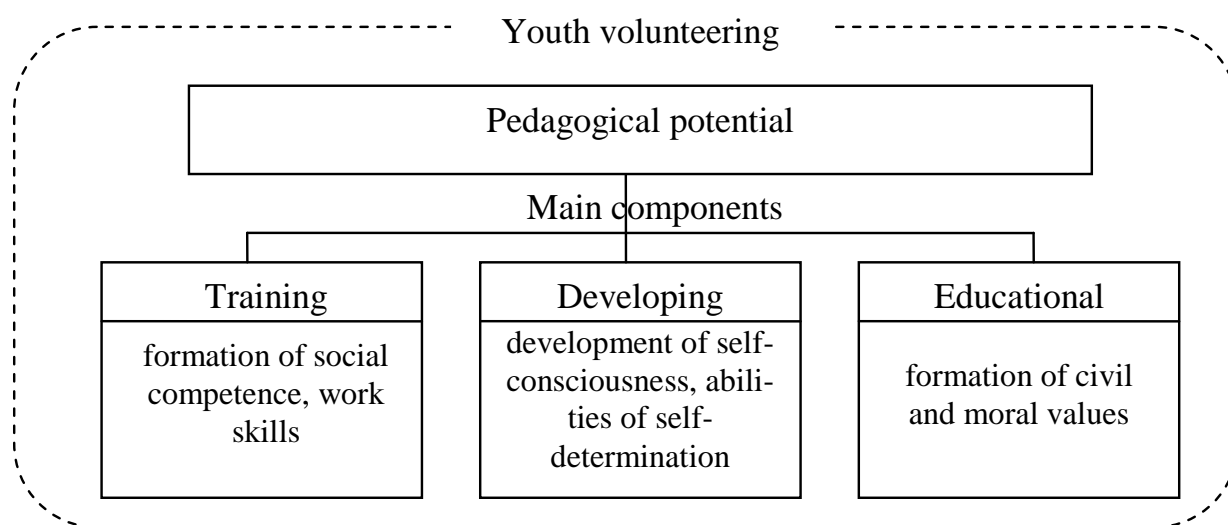 Youth volunteering
Pedagogical potential
Main components
Training
formation of social
competence, work
skills
Developing
development of self-
consciousness, abili-
ties of self-
determination
Educational
formation of civil
and moral values